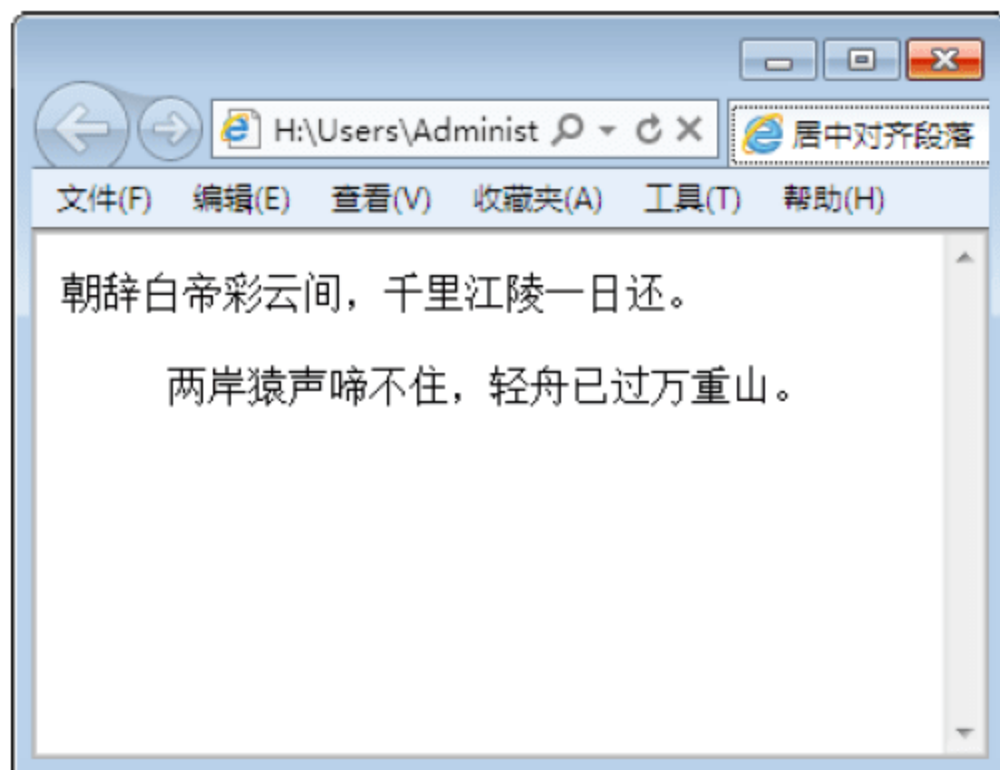 H:\Users\Administ
居中对齐段落
文件(F) 编辑(E) 查看(V) 收藏夹(A) 工具(T) 帮助(H)
朝辞白帝彩云间，千里江陵一日还。
两岸猿声啼不住，轻舟已过万重山。